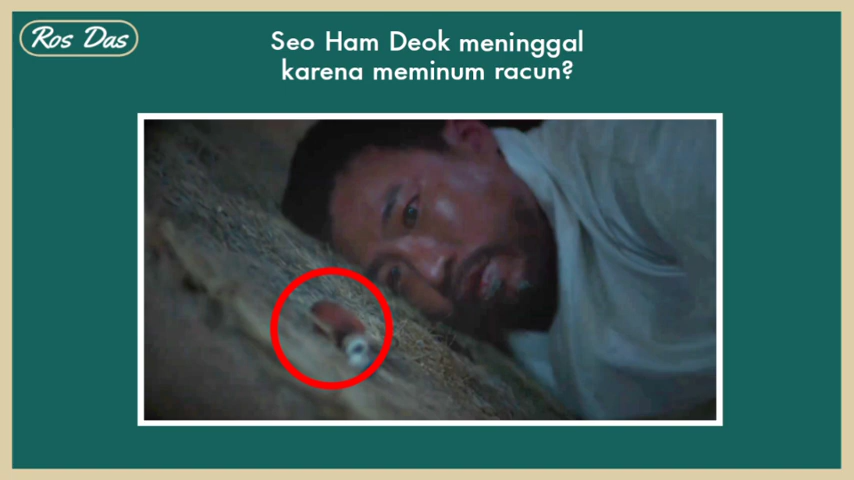 Ros Das
Seo Ham Deok meninggal
karena meminum racun?